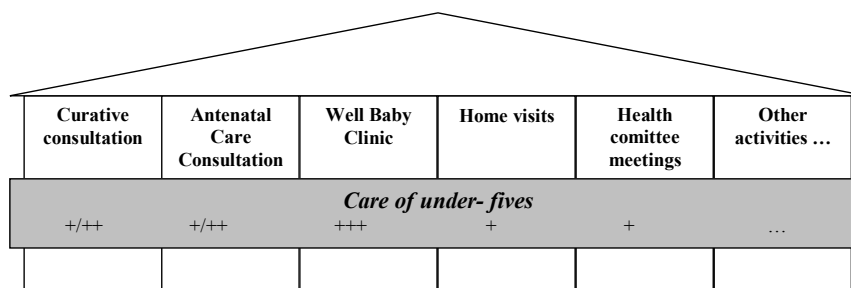 Curative
consultation
Antenatal
Care
Consultation
Well Baby
Clinic
Home visits
Health
comittee
meetings
Other
activities …
Care of under- fives
+/++ +/++ +++ + + …